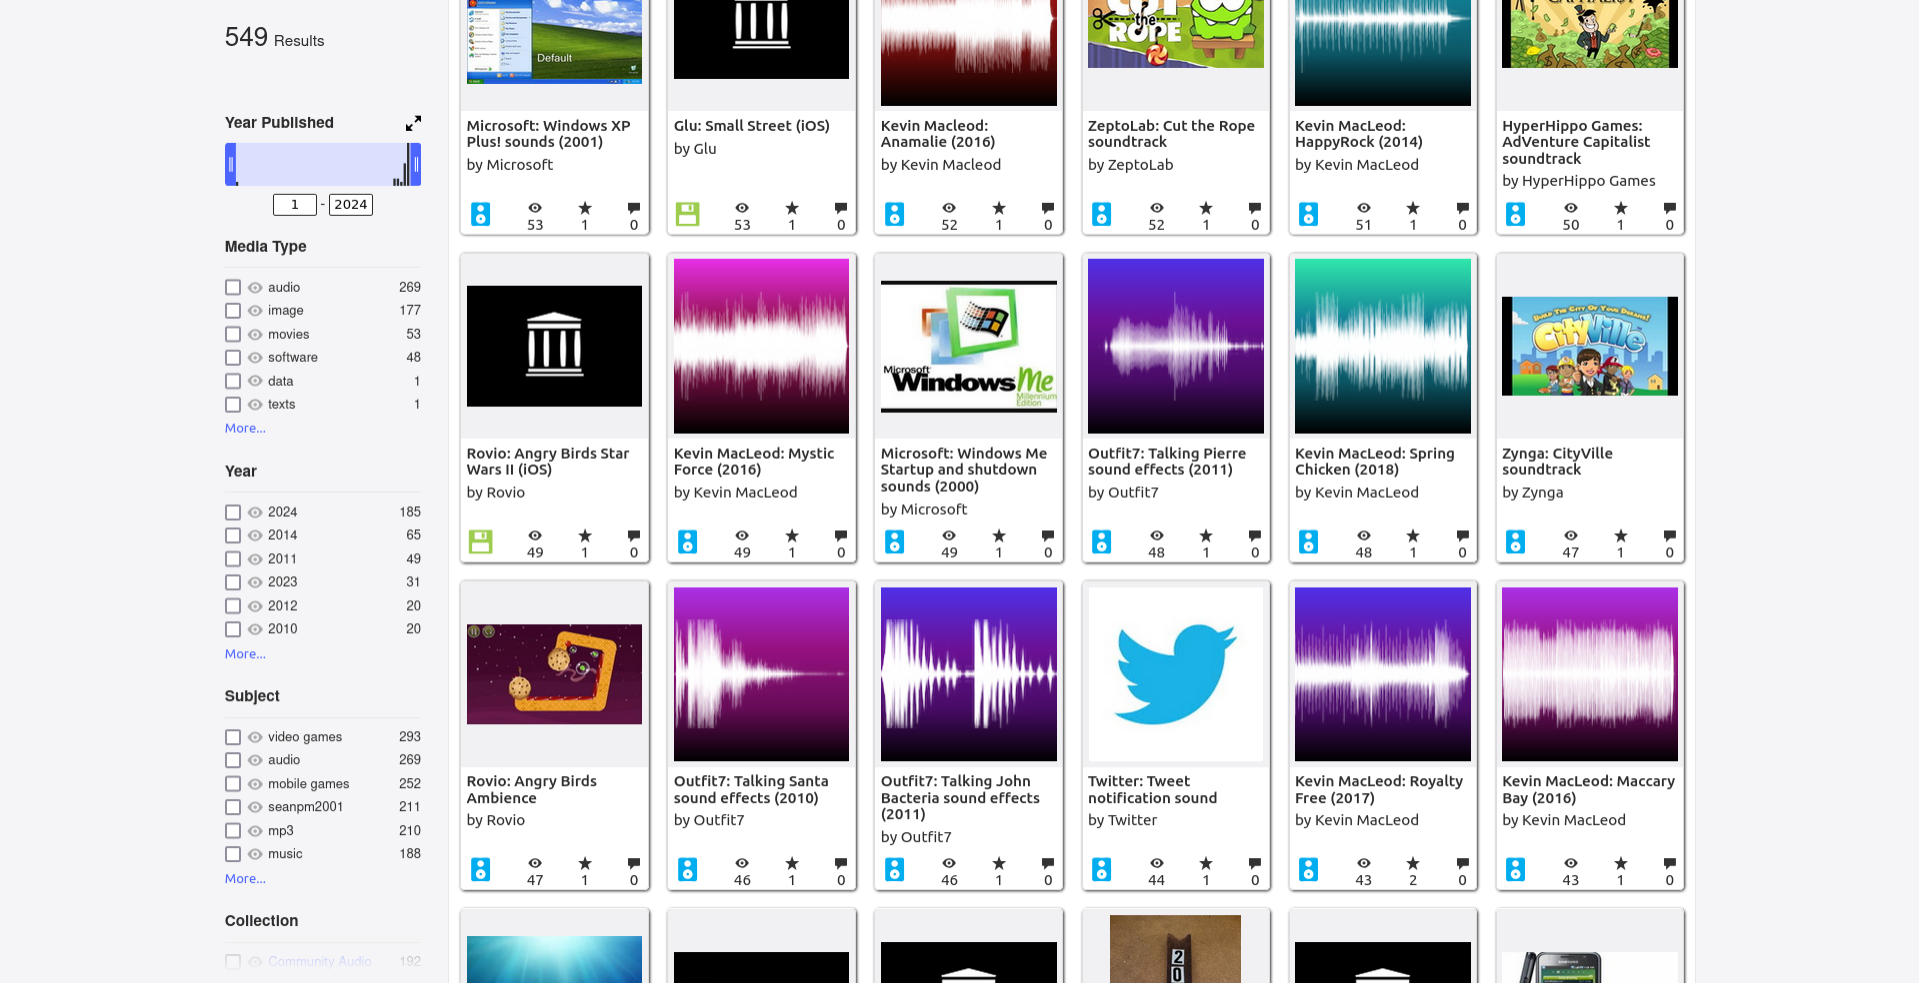 549 Results
Year Published
1 - 2024
Media Type
audio 269
image 177
movies 53
software 48
data 1
texts 1
More...
Year
2024 185
2014 65
2011 49
2023 31
2012 20
2010 20
More...
Subject
video games 293
audio 269
mobile games 252
seanpm2001 211
mp3 210
music 188
More...
Collection
Community Audio 192
Default
Microsoft: Windows XP
Plus! sounds (2001)
by Microsoft
53 1 0
Glu: Small Street (iOS)
by Glu
53 1 0
Kevin Macleod:
Anamalie (2016)
by Kevin Macleod
52 1 0
CUT
the
ROPE
ZeptoLab: Cut the Rope
soundtrack
by ZeptoLab
52 1 0
Kevin MacLeod:
HappyRock (2014)
by Kevin MacLeod
51 1 0
CAPITALIST
HyperHippo Games:
AdVenture Capitalist
soundtrack
by HyperHippo Games
50 1 0
Rovio: Angry Birds Star
Wars II (iOS)
by Rovio
49 1 0
Kevin MacLeod: Mystic
Force (2016)
by Kevin MacLeod
49 1 0
Microsoft
Windows Me
Millennium
Edition
Microsoft: Windows Me
Startup and shutdown
sounds (2000)
by Microsoft
49 1 0
Outfit7: Talking Pierre
sound effects (2011)
by Outfit7
48 1 0
Kevin MacLeod: Spring
Chicken (2018)
by Kevin MacLeod
48 1 0
BUILD THE CITY OF YOUR DREAMS!
CityVille
Zynga: CityVille
soundtrack
by Zynga
47 1 0
Rovio: Angry Birds
Ambience
by Rovio
47 1 0
Outfit7: Talking Santa
sound effects (2010)
by Outfit7
46 1 0
Outfit7: Talking John
Bacteria sound effects
(2011)
by Outfit7
46 1 0
Twitter: Tweet
notification sound
by Twitter
44 1 0
Kevin MacLeod: Royalty
Free (2017)
by Kevin MacLeod
43 2 0
Kevin MacLeod: Maccary
Bay (2016)
by Kevin MacLeod
43 1 0
20